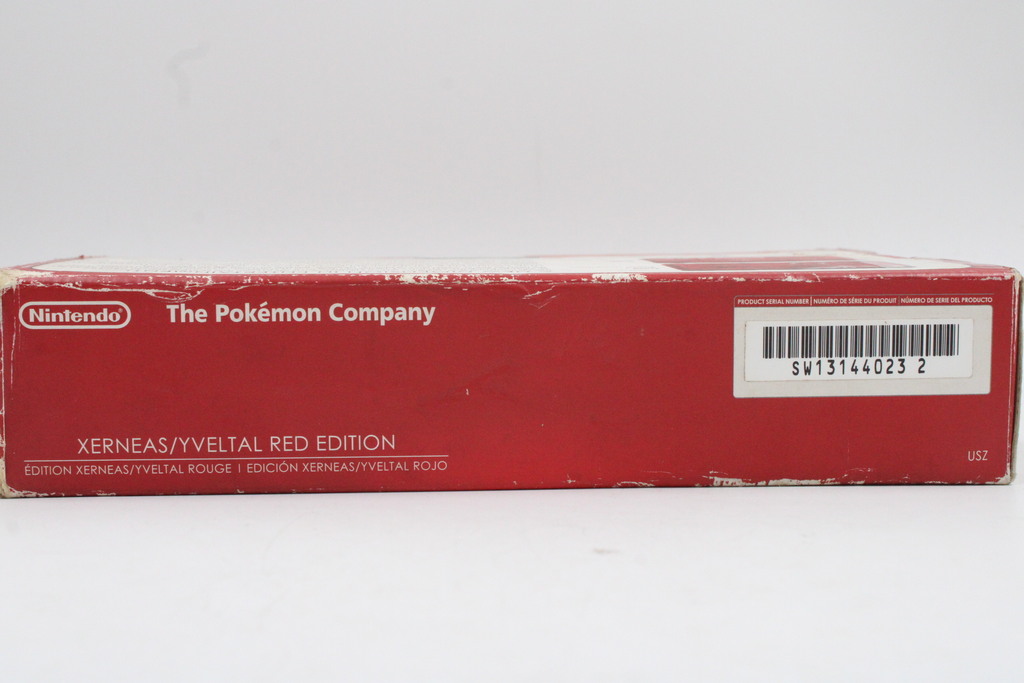 Nintendo®
The Pokémon Company
PRODUCT SERIAL NUMBER | NUMÉRO DE SÉRIE DU PRODUIT | NÚMERO DE SERIE DEL PRODUCTO
SW13144023 2
XERNEAS/YVELTAL RED EDITION
ÉDITION XERNEAS/YVELTAL ROUGE | EDICIÓN XERNEAS/YVELTAL ROJO
USZ